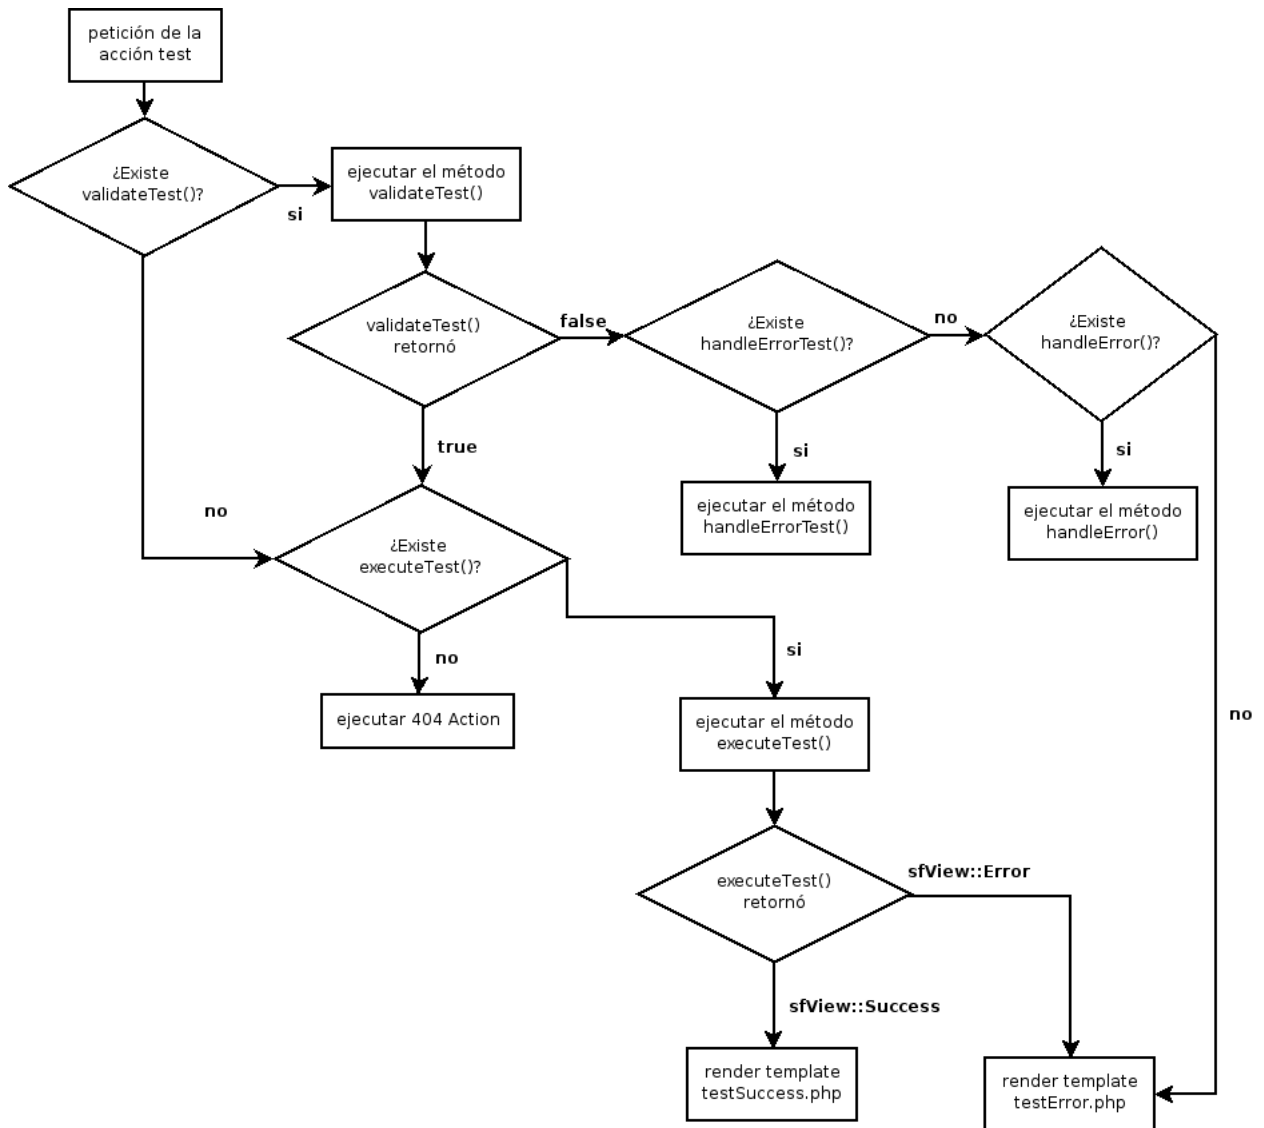 petición de la
acción test
¿Existe
validateTest()?
si
ejecutar el método
validateTest()
validateTest()
retornó
false
¿Existe
handleErrorTest()?
no
¿Existe
handleError()?
true
si
si
ejecutar el método
handleErrorTest()
ejecutar el método
handleError()
no
¿Existe
executeTest()?
no
si
ejecutar 404 Action
ejecutar el método
executeTest()
no
executeTest()
retornó
sfView::Error
sfView::Success
render template
testSuccess.php
render template
testError.php